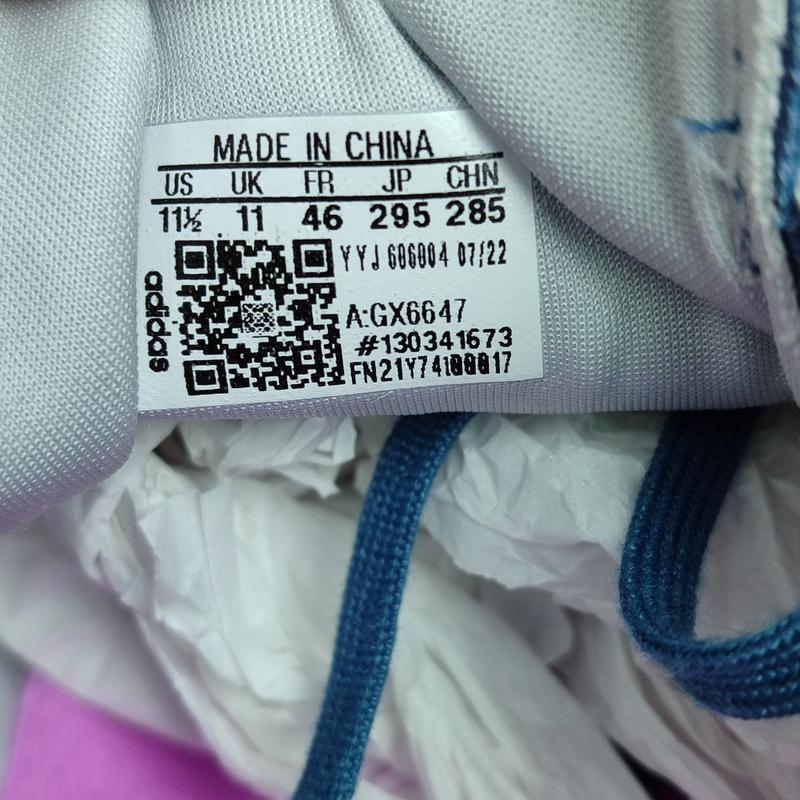 MADE IN CHINA
US UK FR JP CHN
11½ 11 46 295 285
YYJ 606004 07/22
adidas
A:GX6647
#130341673
FN21Y74100017